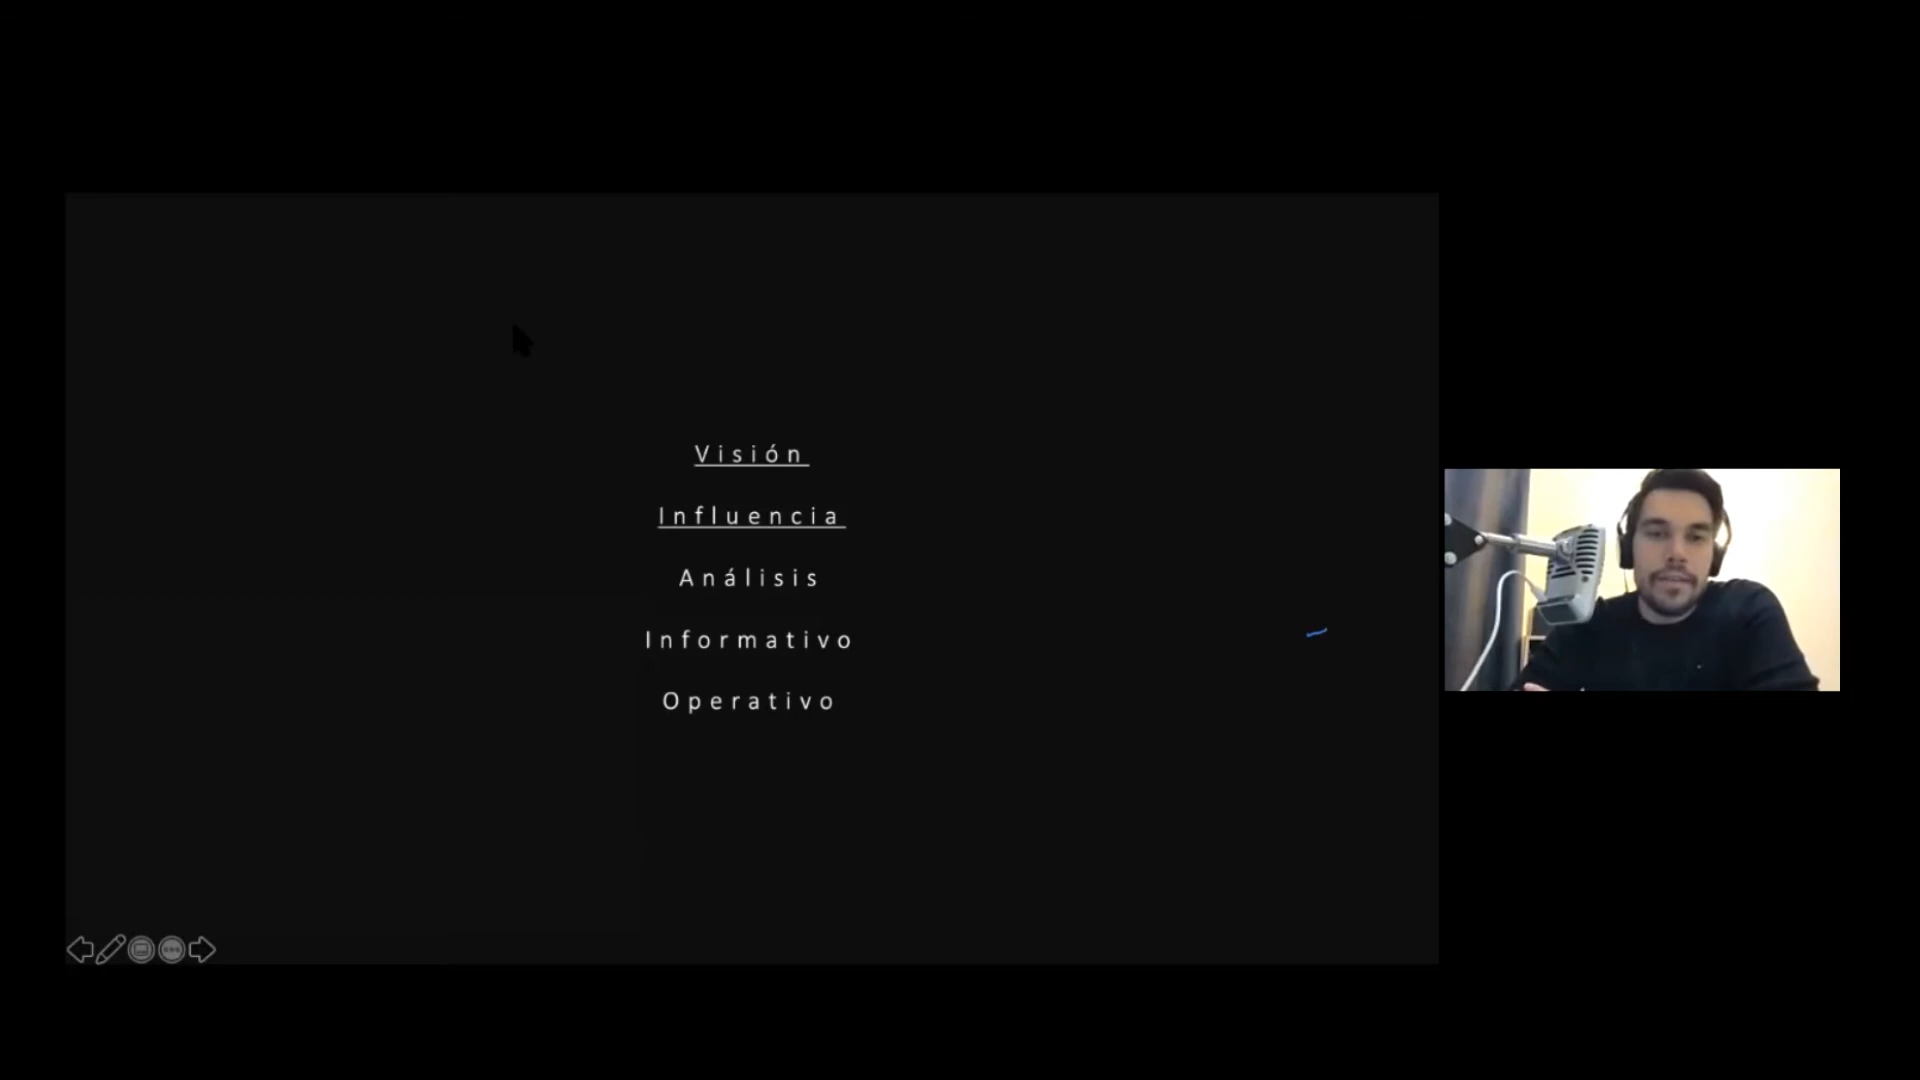 Visión
Influencia
Análisis
Informativo
Operativo